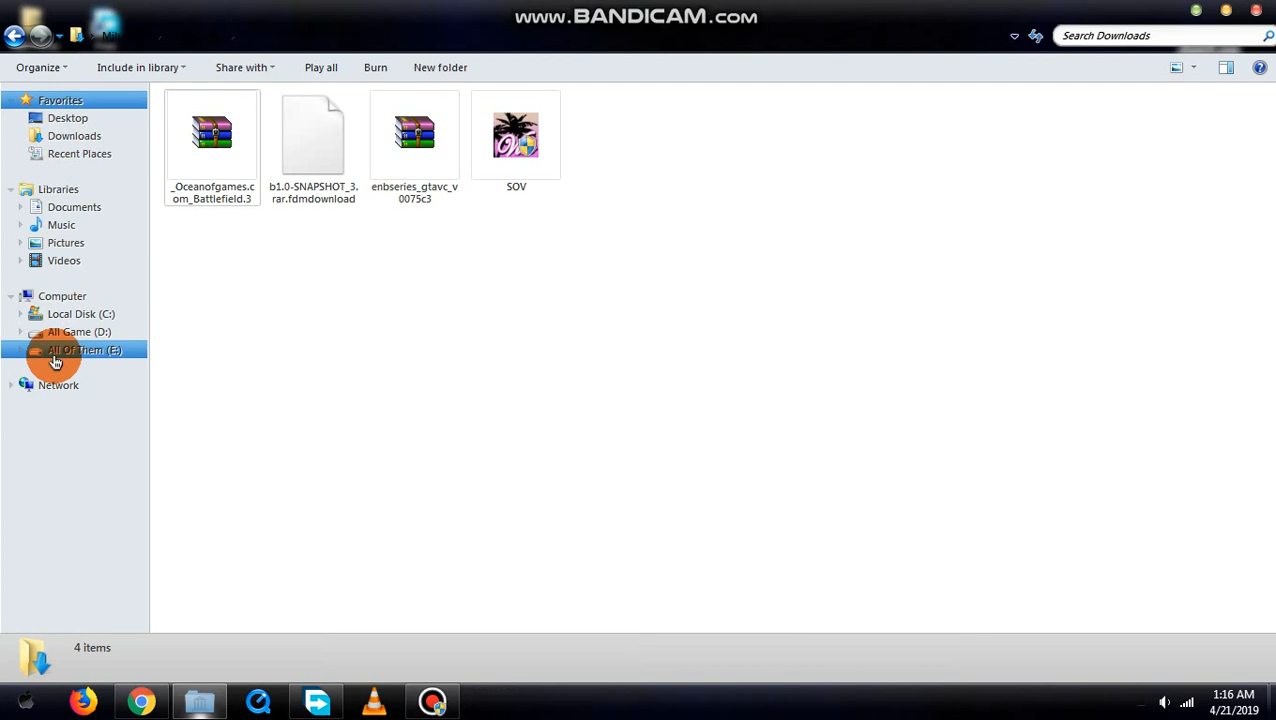 www.BANDICAM.com
Search Downloads
Organize
Include in library
Share with
Play all
Burn
New folder
Favorites
Desktop
Downloads
Recent Places
Libraries
Documents
Music
Pictures
Videos
Computer
Local Disk (C:)
All Game (D:)
All Of Them (E:)
Network
_Oceanofgames.c
om_Battlefield.3
b1.0-SNAPSHOT_3.
rar.fdmdownload
enbseries_gtavc_v
0075c3
SOV
4 items
1:16 AM
4/21/2019